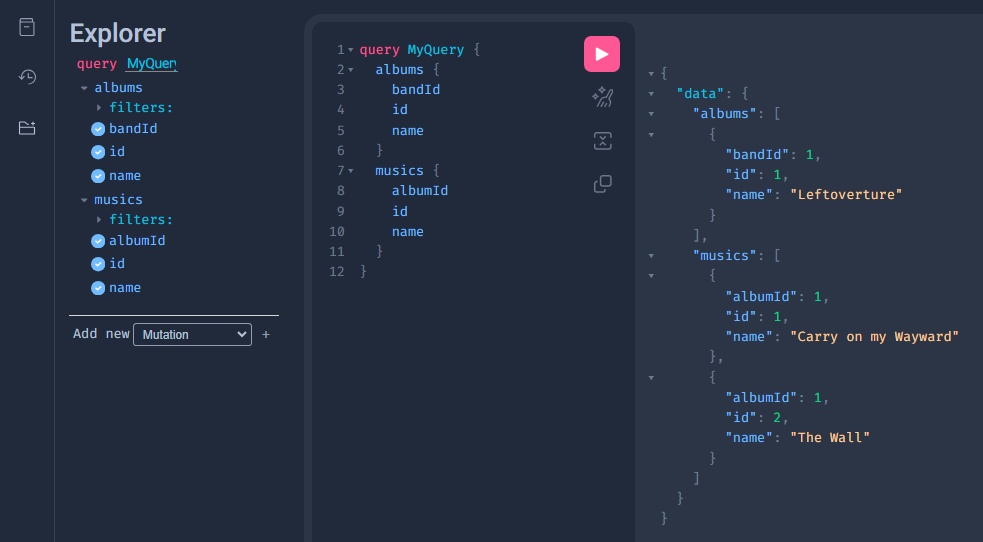 Explorer
query MyQuery
albums
filters:
bandId
id
name
musics
filters:
albumId
id
name
Add new Mutation +
1 query MyQuery {
2 albums {
3 bandId
4 id
5 name
6 }
7 musics {
8 albumId
9 id
10 name
11 }
12 }
{
"data": {
"albums": [
{
"bandId": 1,
"id": 1,
"name": "Leftoverture"
}
],
"musics": [
{
"albumId": 1,
"id": 1,
"name": "Carry on my Wayward"
},
{
"albumId": 1,
"id": 2,
"name": "The Wall"
}
]
}
}